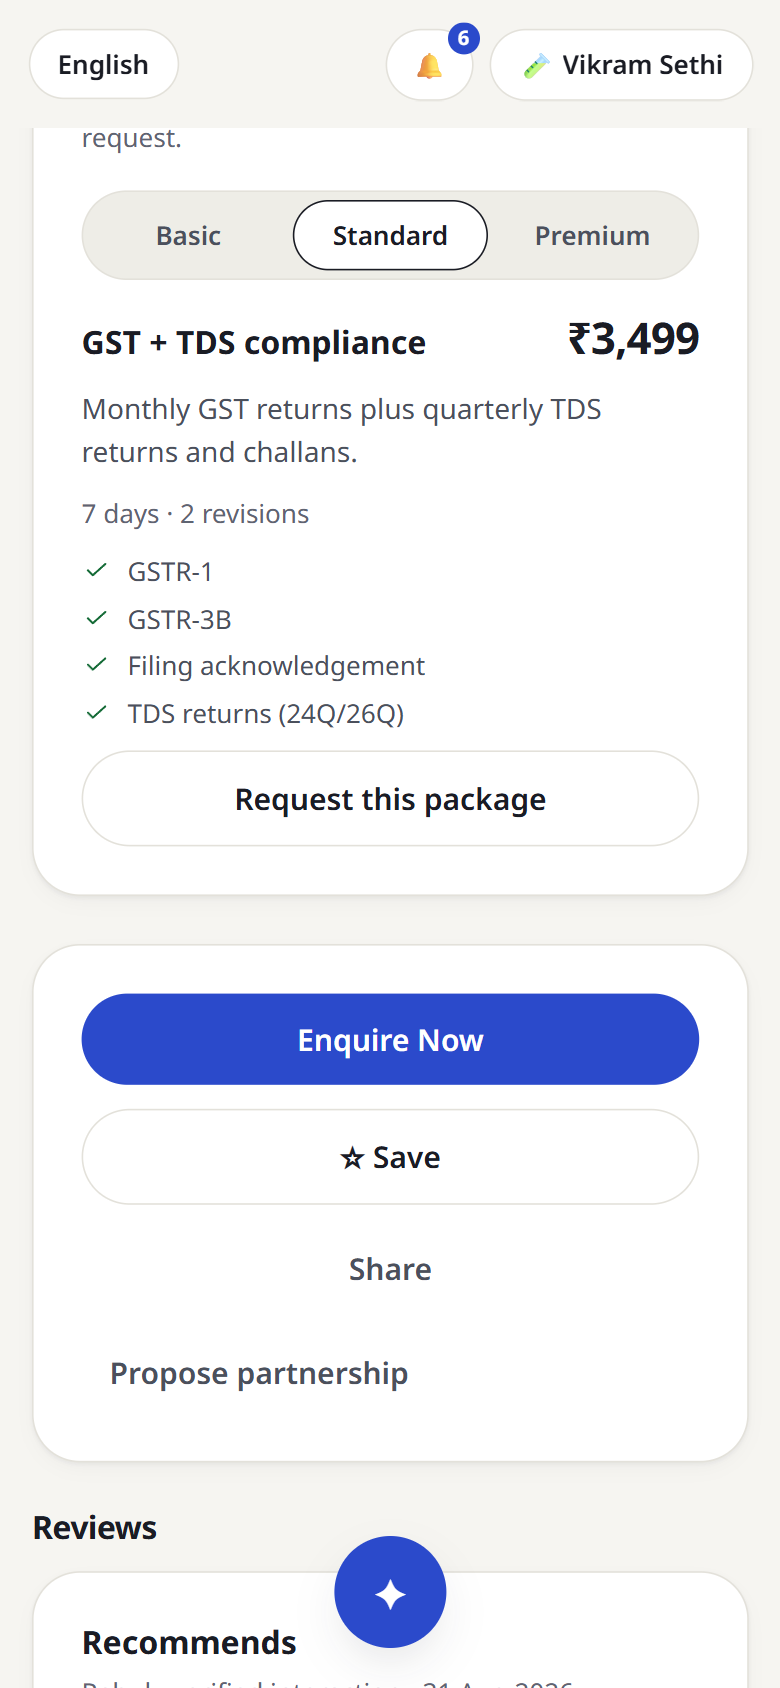 English
6
Vikram Sethi
request.
Basic
Standard
Premium
GST + TDS compliance
₹3,499
Monthly GST returns plus quarterly TDS
returns and challans.
7 days · 2 revisions
GSTR-1
GSTR-3B
Filing acknowledgement
TDS returns (24Q/26Q)
Request this package
Enquire Now
☆ Save
Share
Propose partnership
Reviews
Recommends